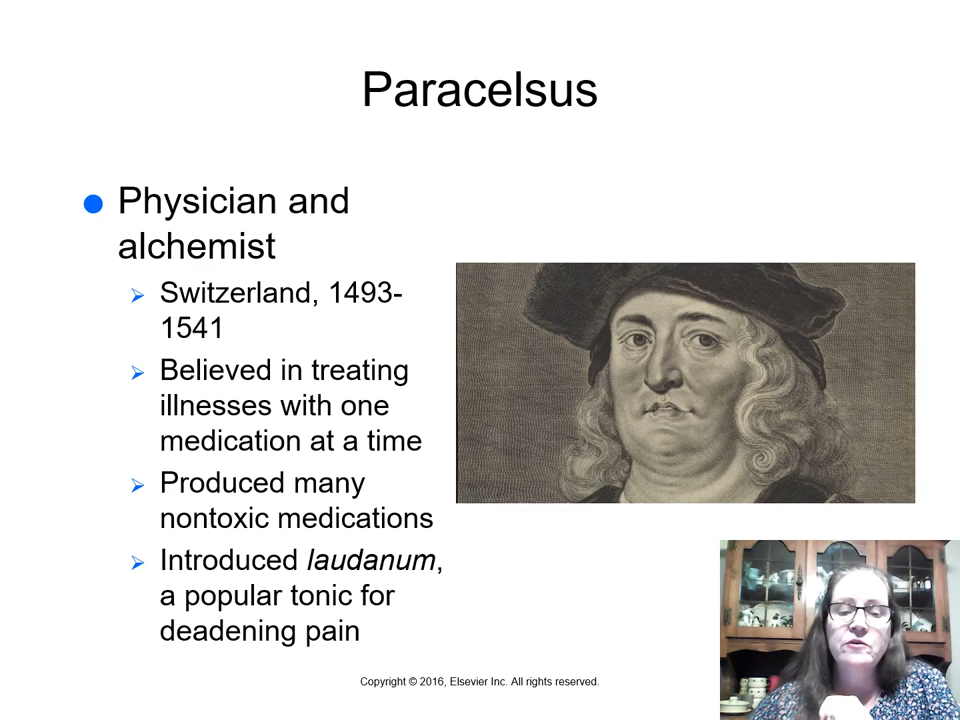 Paracelsus
Physician and
alchemist
Switzerland, 1493-
1541
Believed in treating
illnesses with one
medication at a time
Produced many
nontoxic medications
Introduced laudanum,
a popular tonic for
deadening pain
Copyright © 2016, Elsevier Inc. All rights reserved.